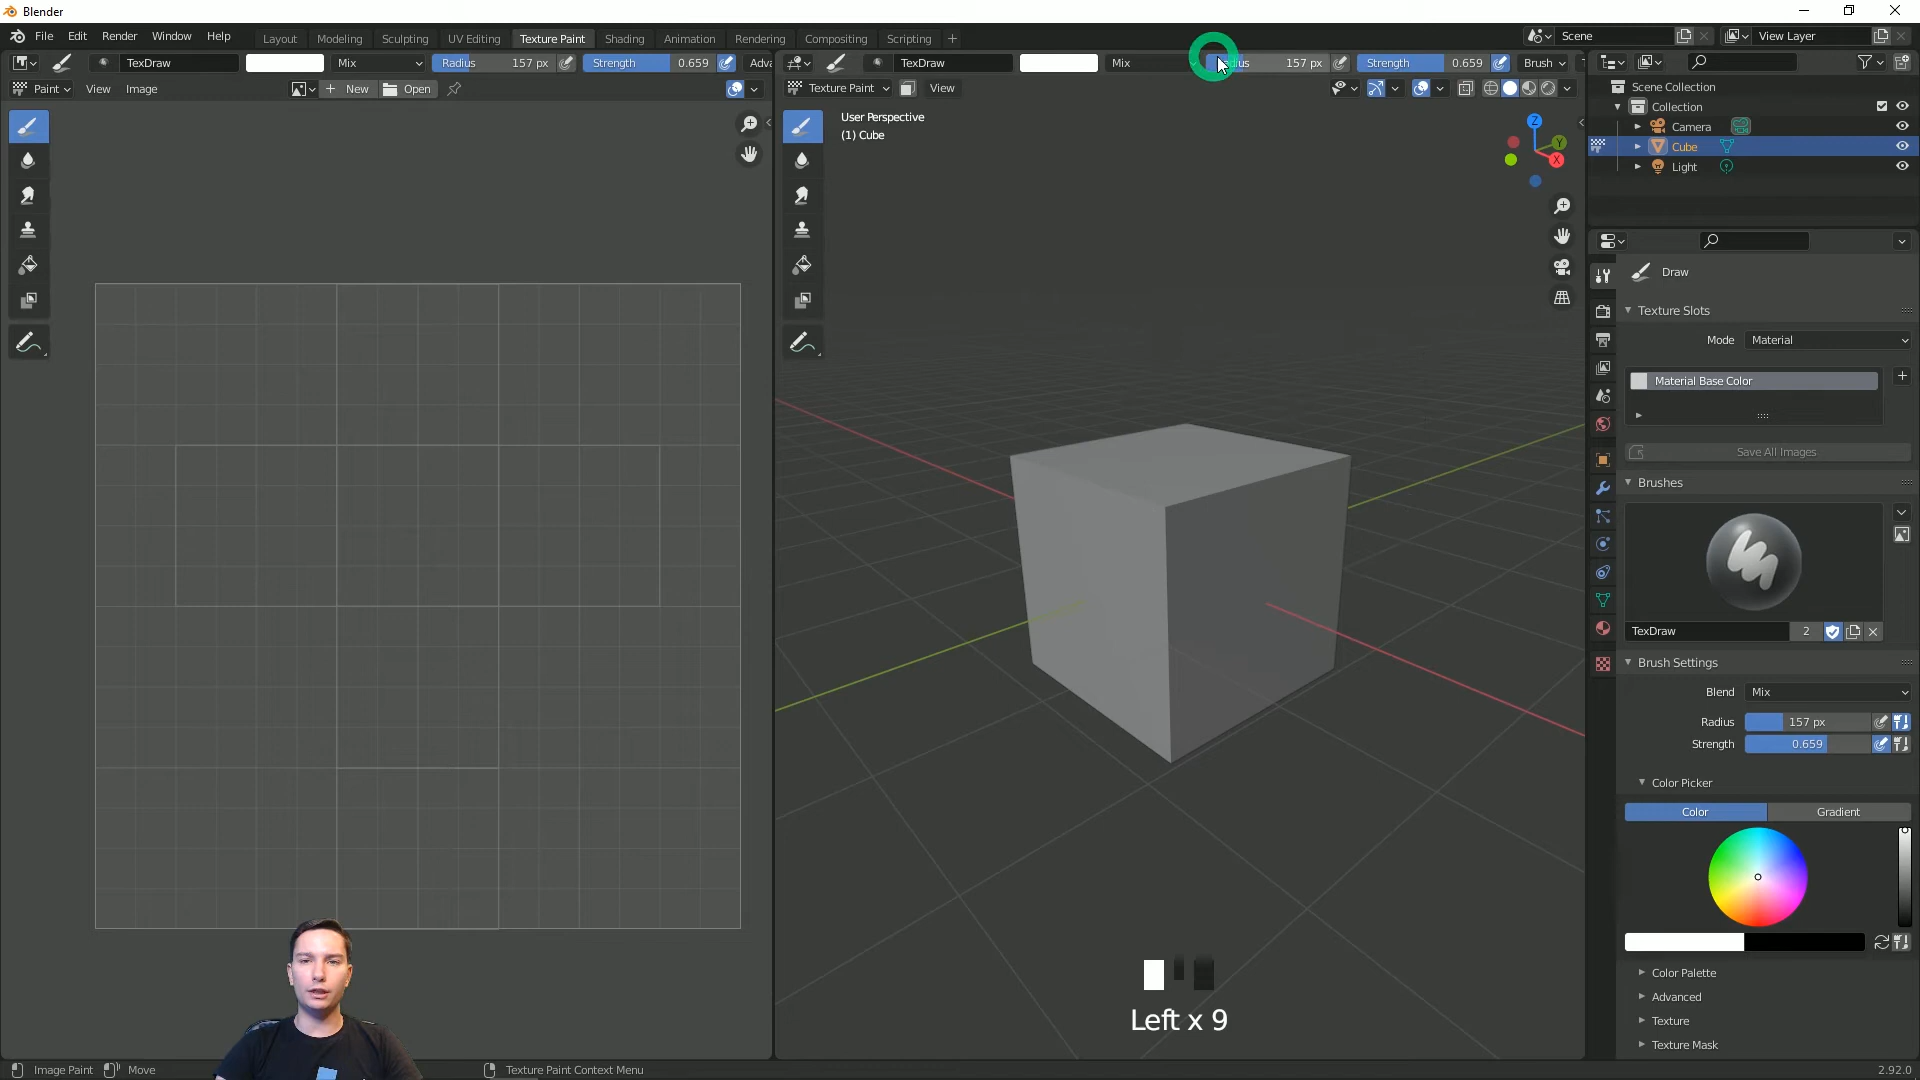 Blender
File Edit Render Window Help
Layout Modeling Sculpting UV Editing Texture Paint Shading Animation Rendering Compositing Scripting
Scene
View Layer
TexDraw Mix Radius 157 px Strength 0.659
TexDraw Mix 157 px Strength 0.659 Brush
Paint View Image New Open
Texture Paint View
User Perspective
(1) Cube
Z
Y
X
Scene Collection
Collection
Camera
Cube
Light
Draw
Texture Slots
Mode Material
Material Base Color
Save All Images
Brushes
TexDraw 2
Brush Settings
Blend Mix
Radius 157 px
Strength 0.659
Color Picker
Color Gradient
Color Palette
Advanced
Texture
Texture Mask
Left x 9
Image Paint Move Texture Paint Context Menu 2.92.0